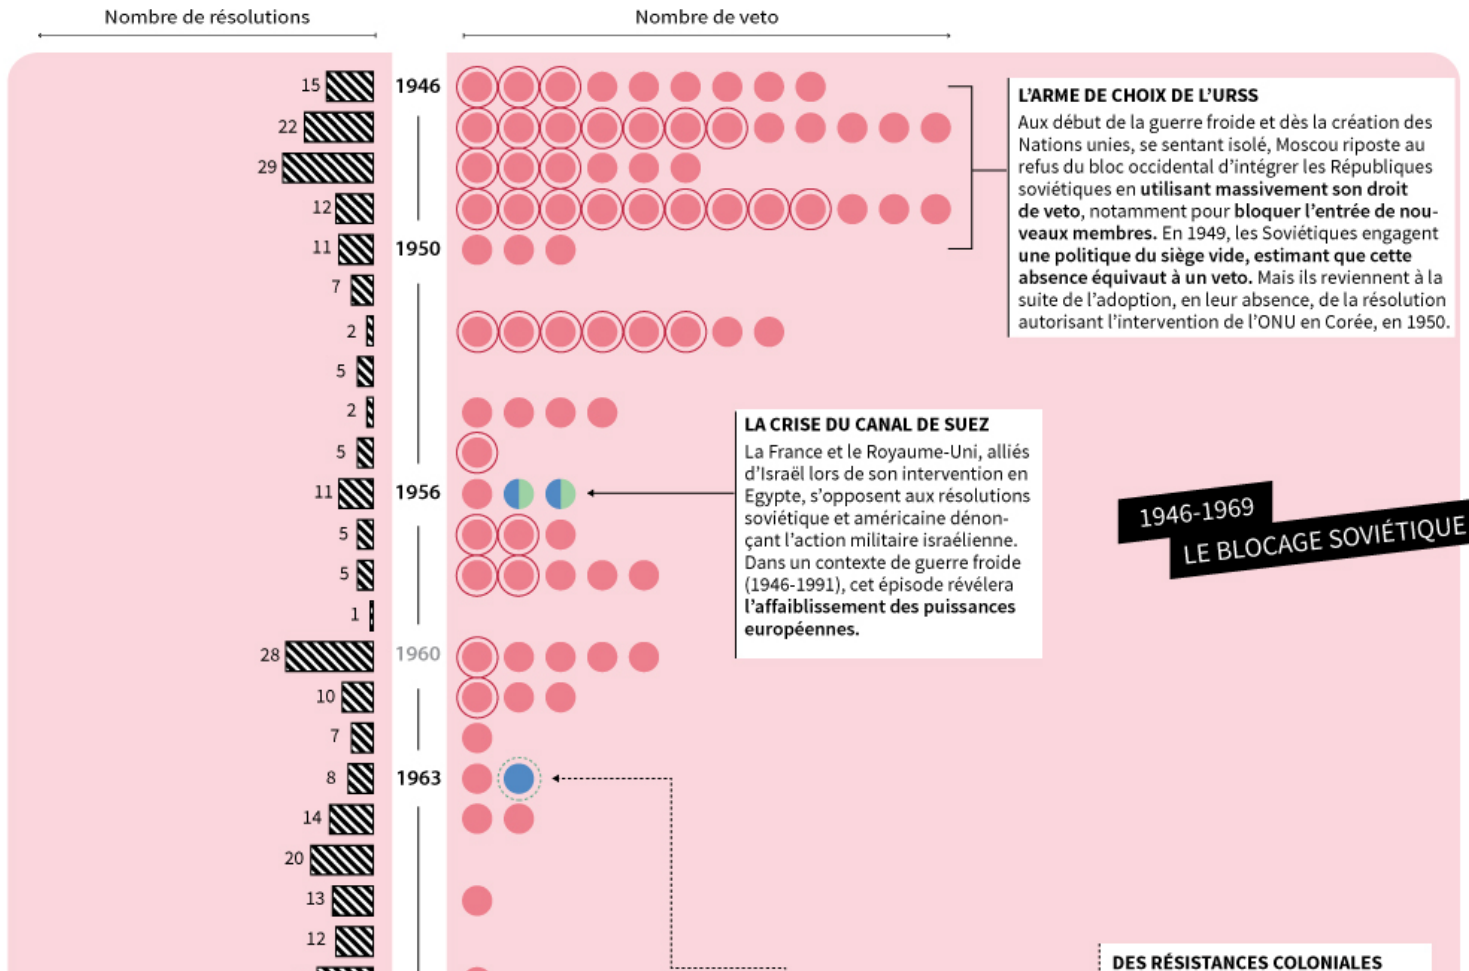 Nombre de résolutions
Nombre de veto
15
1946
22
29
12
11
1950
7
2
5
2
5
11
1956
5
5
1
28
1960
10
7
8
1963
14
20
13
12
L'ARME DE CHOIX DE L'URSS
Aux début de la guerre froide et dès la création des
Nations unies, se sentant isolé, Moscou riposte au
refus du bloc occidental d'intégrer les Républiques
soviétiques en utilisant massivement son droit
de veto, notamment pour bloquer l'entrée de nou-
veaux membres. En 1949, les Soviétiques engagent
une politique du siège vide, estimant que cette
absence équivaut à un veto. Mais ils reviennent à la
suite de l'adoption, en leur absence, de la résolution
autorisant l'intervention de l'ONU en Corée, en 1950.
LA CRISE DU CANAL DE SUEZ
La France et le Royaume-Uni, alliés
d'Israël lors de son intervention en
Egypte, s'opposent aux résolutions
soviétique et américaine dénon-
çant l'action militaire israélienne.
Dans un contexte de guerre froide
(1946-1991), cet épisode révélera
l'affaiblissement des puissances
européennes.
1946-1969
LE BLOCAGE SOVIÉTIQUE
DES RÉSISTANCES COLONIALES